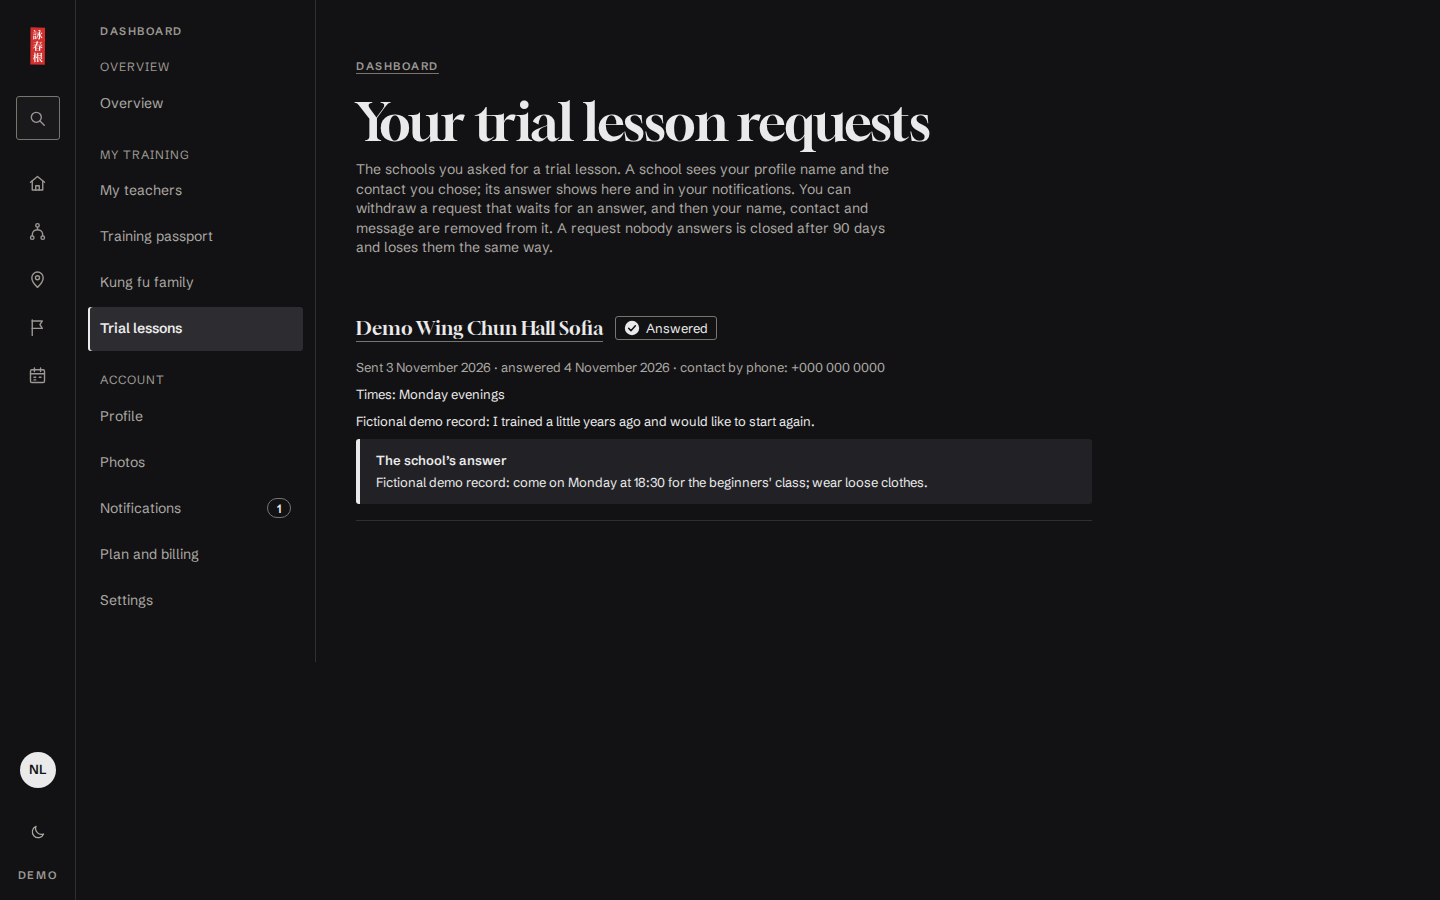 詠春根
DASHBOARD
OVERVIEW
Overview
MY TRAINING
My teachers
Training passport
Kung fu family
Trial lessons
ACCOUNT
Profile
Photos
Notifications 1
Plan and billing
Settings
NL
DEMO
DASHBOARD
Your trial lesson requests
The schools you asked for a trial lesson. A school sees your profile name and the
contact you chose; its answer shows here and in your notifications. You can
withdraw a request that waits for an answer, and then your name, contact and
message are removed from it. A request nobody answers is closed after 90 days
and loses them the same way.
Demo Wing Chun Hall Sofia Answered
Sent 3 November 2026 · answered 4 November 2026 · contact by phone: +000 000 0000
Times: Monday evenings
Fictional demo record: I trained a little years ago and would like to start again.
The school’s answer
Fictional demo record: come on Monday at 18:30 for the beginners' class; wear loose clothes.